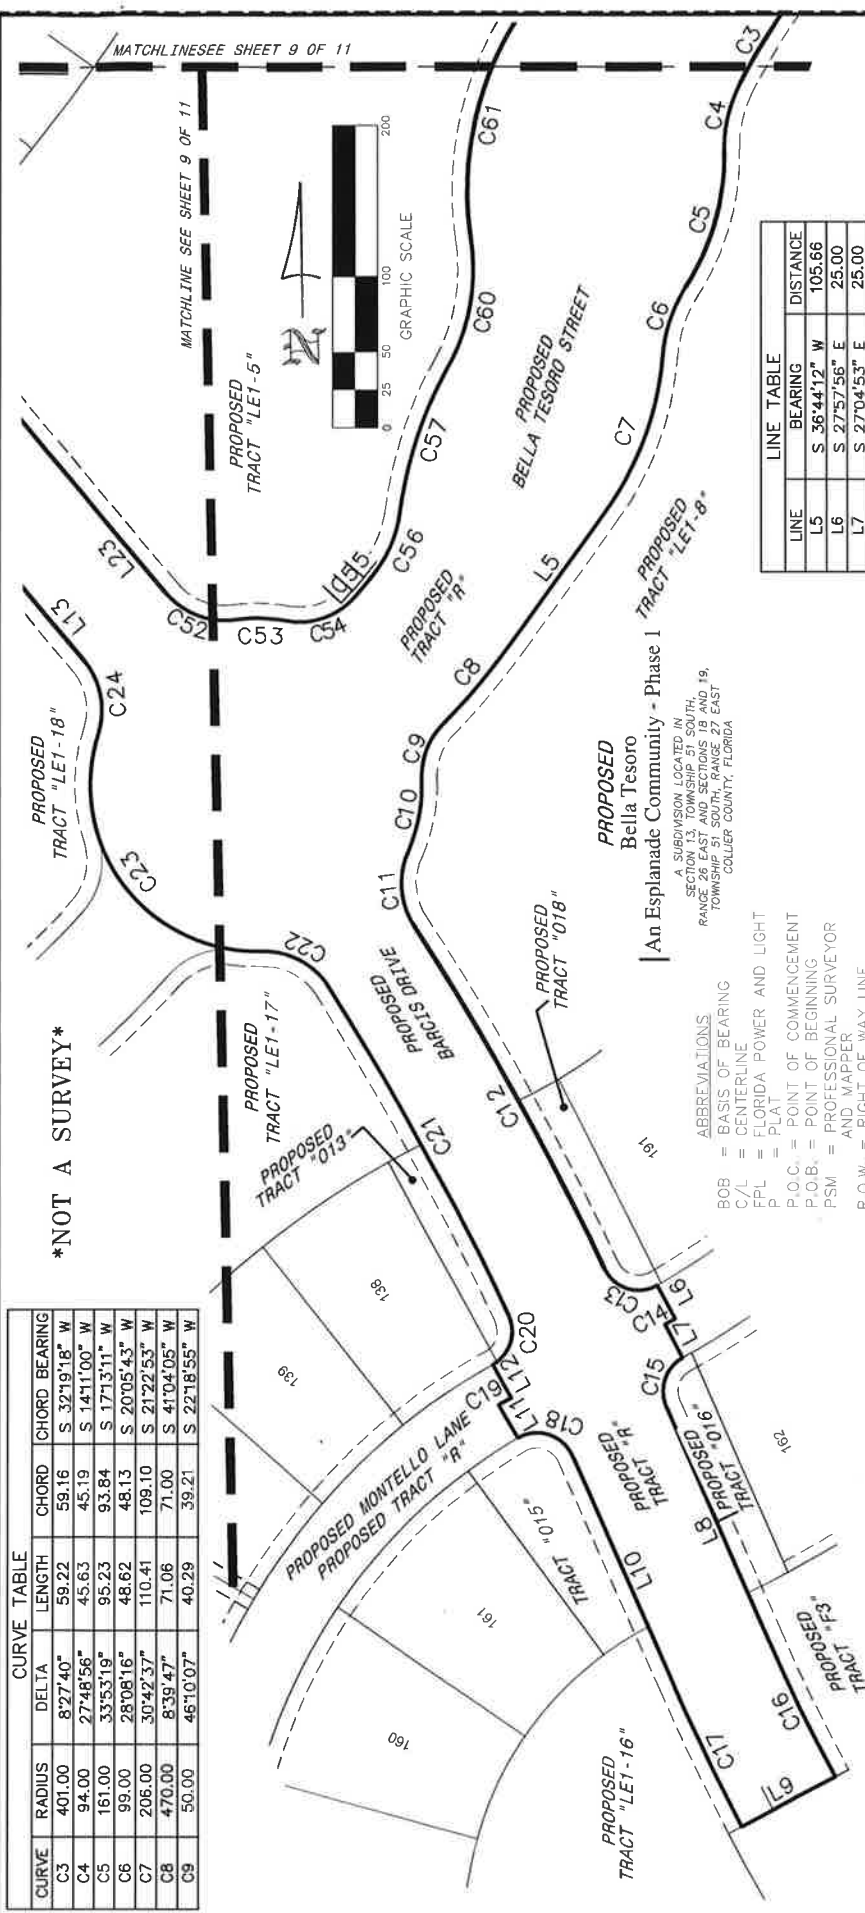 CURVE TABLE
CURVE RADIUS DELTA LENGTH CHORD CHORD BEARING
C3 401.00 8°27'40" 59.22 59.16 S 32°19'18" W
C4 94.00 27°48'56" 45.63 45.19 S 14°11'00" W
C5 161.00 33°53'19" 95.23 93.84 S 17°13'11" W
C6 99.00 28°08'16" 48.62 48.13 S 20°05'43" W
C7 206.00 30°42'37" 110.41 109.10 S 21°22'53" W
C8 470.00 8°39'47" 71.06 71.00 S 41°04'05" W
C9 50.00 46°10'07" 40.29 39.21 S 22°18'55" W
*NOT A SURVEY*
MATCHLINESEE SHEET 9 OF 11
MATCHLINE SEE SHEET 9 OF 11
PROPOSED
TRACT "LE1-18"
L13
L23
C24
C23
C22
C52
C53
C54
PROPOSED
TRACT "LE1-5"
N
0 25 50 100 200
GRAPHIC SCALE
C56
C57
C60
C61
C3
C4
C5
C6
C7
L5
C8
C9
C10
C11
C12
PROPOSED
BELLA TESORO STREET
PROPOSED
TRACT "R"
PROPOSED
TRACT "LE1-8"
PROPOSED
TRACT "LE1-17"
PROPOSED
TRACT "O13"
PROPOSED
BARCIS DRIVE
C21
138
139
PROPOSED MONTELLO LANE
PROPOSED TRACT "R"
C19
L12
C20
L11
C18
C13
C14
L6
L7
C15
PROPOSED
TRACT "O18"
191
TRACT "O15"
161
160
PROPOSED
TRACT "R"
PROPOSED
TRACT "O16"
162
L10
L8
C17
C16
L9
PROPOSED
TRACT "F3"
PROPOSED
TRACT "LE1-16"
PROPOSED
Bella Tesoro
An Esplanade Community - Phase 1
A SUBDIVISION LOCATED IN
SECTION 13, TOWNSHIP 51 SOUTH,
RANGE 26 EAST AND SECTIONS 18 AND 19,
TOWNSHIP 51 SOUTH, RANGE 27 EAST
COLLIER COUNTY, FLORIDA
ABBREVIATIONS
BOB = BASIS OF BEARING
C/L = CENTERLINE
FPL = FLORIDA POWER AND LIGHT
P = PLAT
P.O.C. = POINT OF COMMENCEMENT
P.O.B. = POINT OF BEGINNING
PSM = PROFESSIONAL SURVEYOR
AND MAPPER
R.O.W. = RIGHT OF WAY LINE
LINE TABLE
LINE BEARING DISTANCE
L5 S 36°44'12" W 105.66
L6 S 27°57'56" E 25.00
L7 S 27°04'53" E 25.00